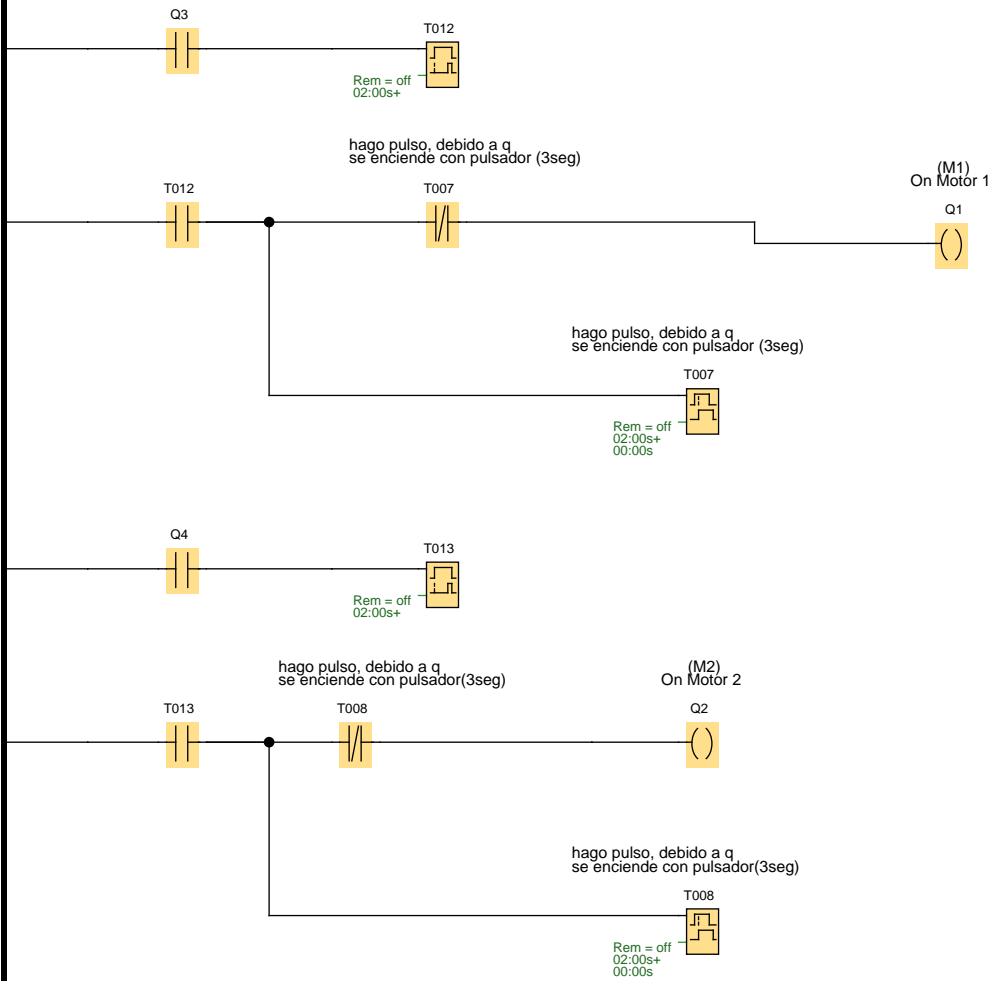 Q3
T012
Rem = off
02:00s+
hago pulso, debido a q
se enciende con pulsador (3seg)
(M1)
On Motor 1
T012
T007
Q1
hago pulso, debido a q
se enciende con pulsador (3seg)
T007
Rem = off
02:00s+
00:00s
Q4
T013
Rem = off
02:00s+
hago pulso, debido a q
se enciende con pulsador(3seg)
(M2)
On Motor 2
T013
T008
Q2
hago pulso, debido a q
se enciende con pulsador(3seg)
T008
Rem = off
02:00s+
00:00s